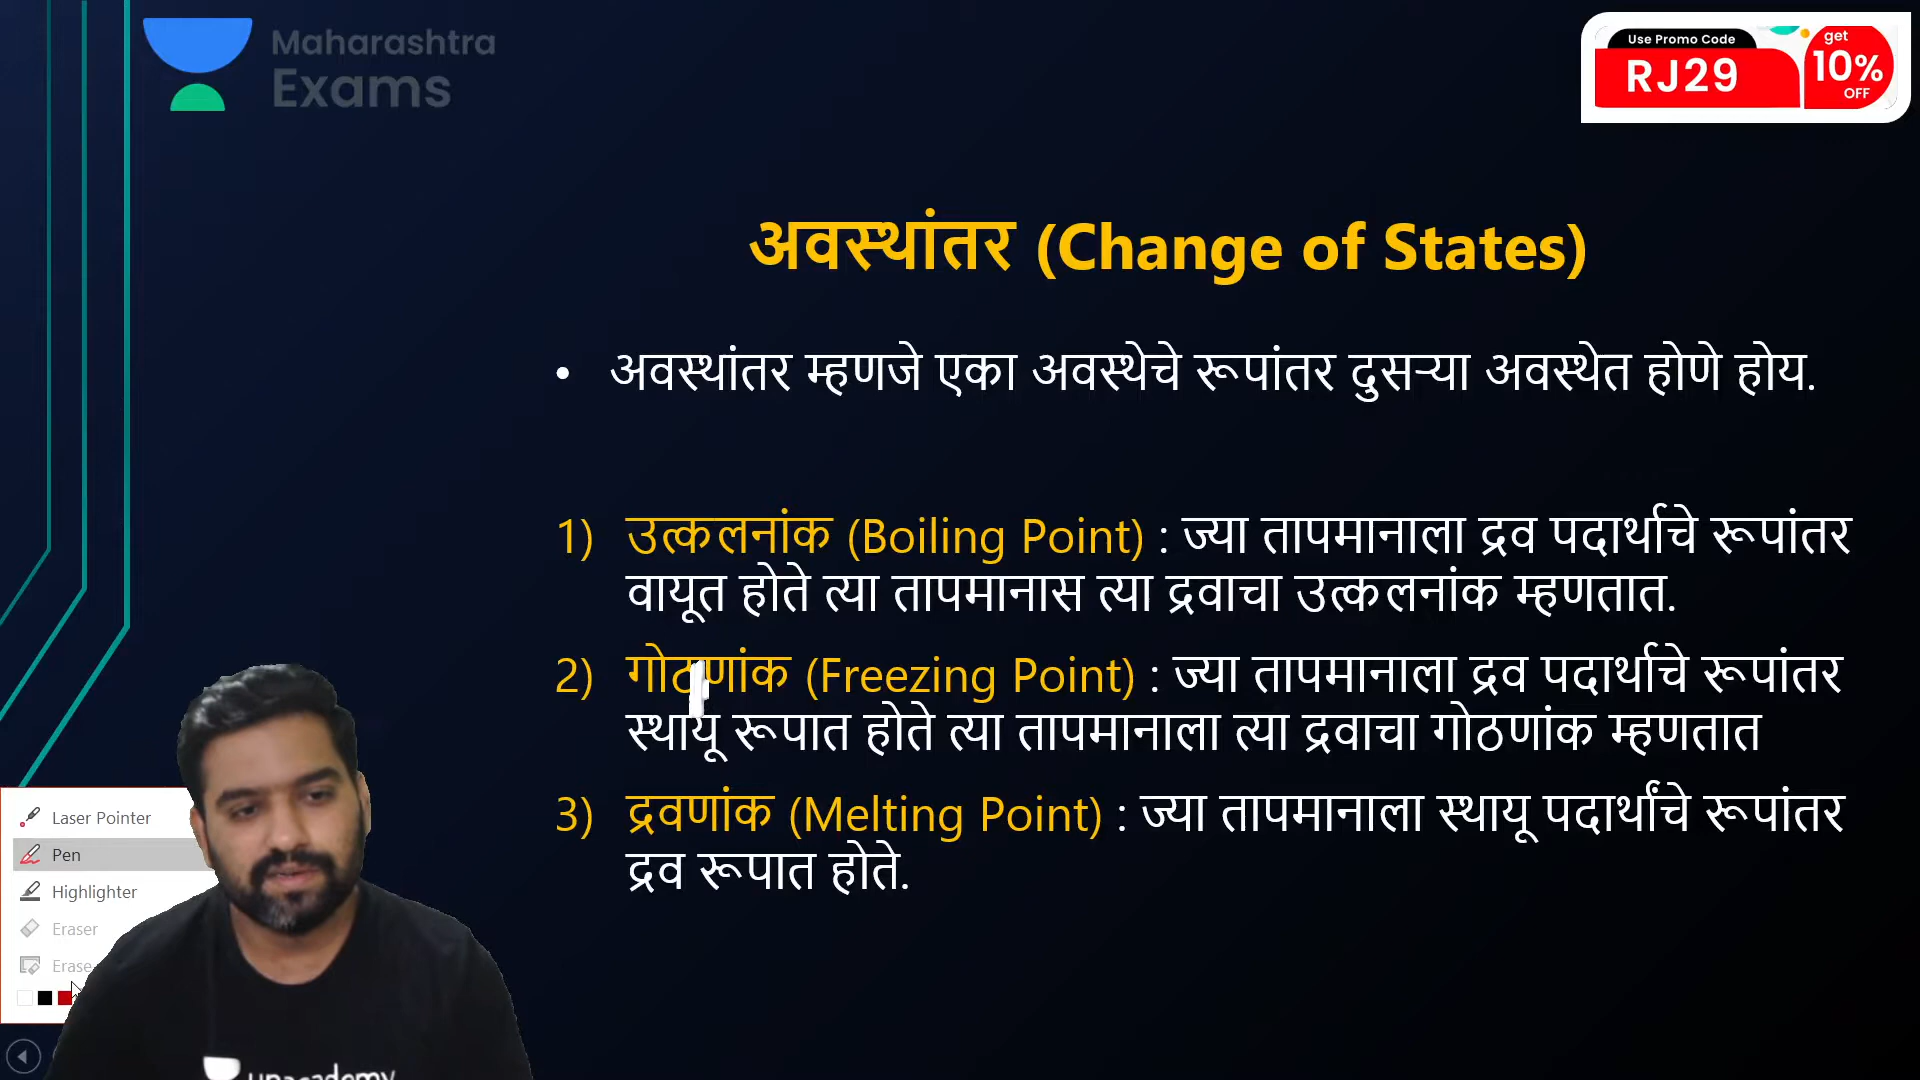 Maharashtra
Exams
Use Promo Code
RJ29
get
10%
OFF
अवस्थांतर (Change of States)
• अवस्थांतर म्हणजे एका अवस्थेचे रूपांतर दुसऱ्या अवस्थेत होणे होय.
1) उत्कलनांक (Boiling Point) : ज्या तापमानाला द्रव पदार्थाचे रूपांतर
वायूत होते त्या तापमानास त्या द्रवाचा उत्कलनांक म्हणतात.
2) गोठणांक (Freezing Point) : ज्या तापमानाला द्रव पदार्थाचे रूपांतर
स्थायू रूपात होते त्या तापमानाला त्या द्रवाचा गोठणांक म्हणतात
3) द्रवणांक (Melting Point) : ज्या तापमानाला स्थायू पदार्थांचे रूपांतर
द्रव रूपात होते.
Laser Pointer
Pen
Highlighter
Eraser
Erase
unacademy